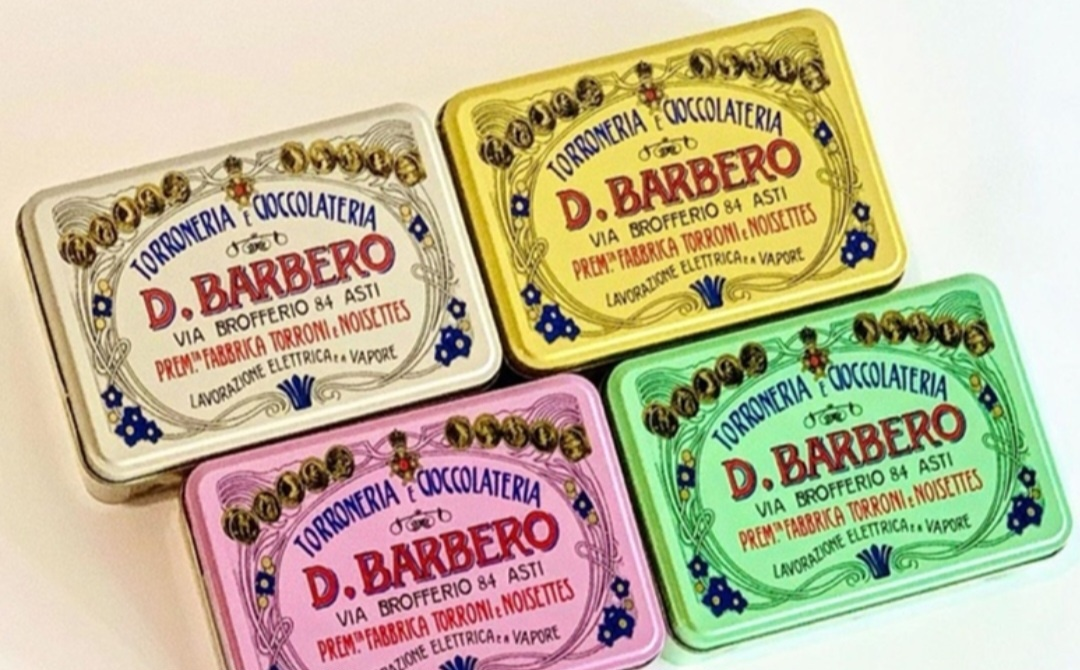 TORRONERIA E CIOCCOLATERIA
D. BARBERO
VIA BROFFERIO 84 ASTI
PREM.TA FABBRICA TORRONI E NOISETTES
LAVORAZIONE ELETTRICA E A VAPORE
TORRONERIA E CIOCCOLATERIA
D. BARBERO
VIA BROFFERIO 84 ASTI
PREM.TA FABBRICA TORRONI E NOISETTES
LAVORAZIONE ELETTRICA E A VAPORE
TORRONERIA E CIOCCOLATERIA
D. BARBERO
VIA BROFFERIO 84 ASTI
PREM.TA FABBRICA TORRONI E NOISETTES
LAVORAZIONE ELETTRICA E A VAPORE
TORRONERIA E CIOCCOLATERIA
D. BARBERO
VIA BROFFERIO 84 ASTI
PREM.TA FABBRICA TORRONI E NOISETTES
ELETTRICA E A VAPORE